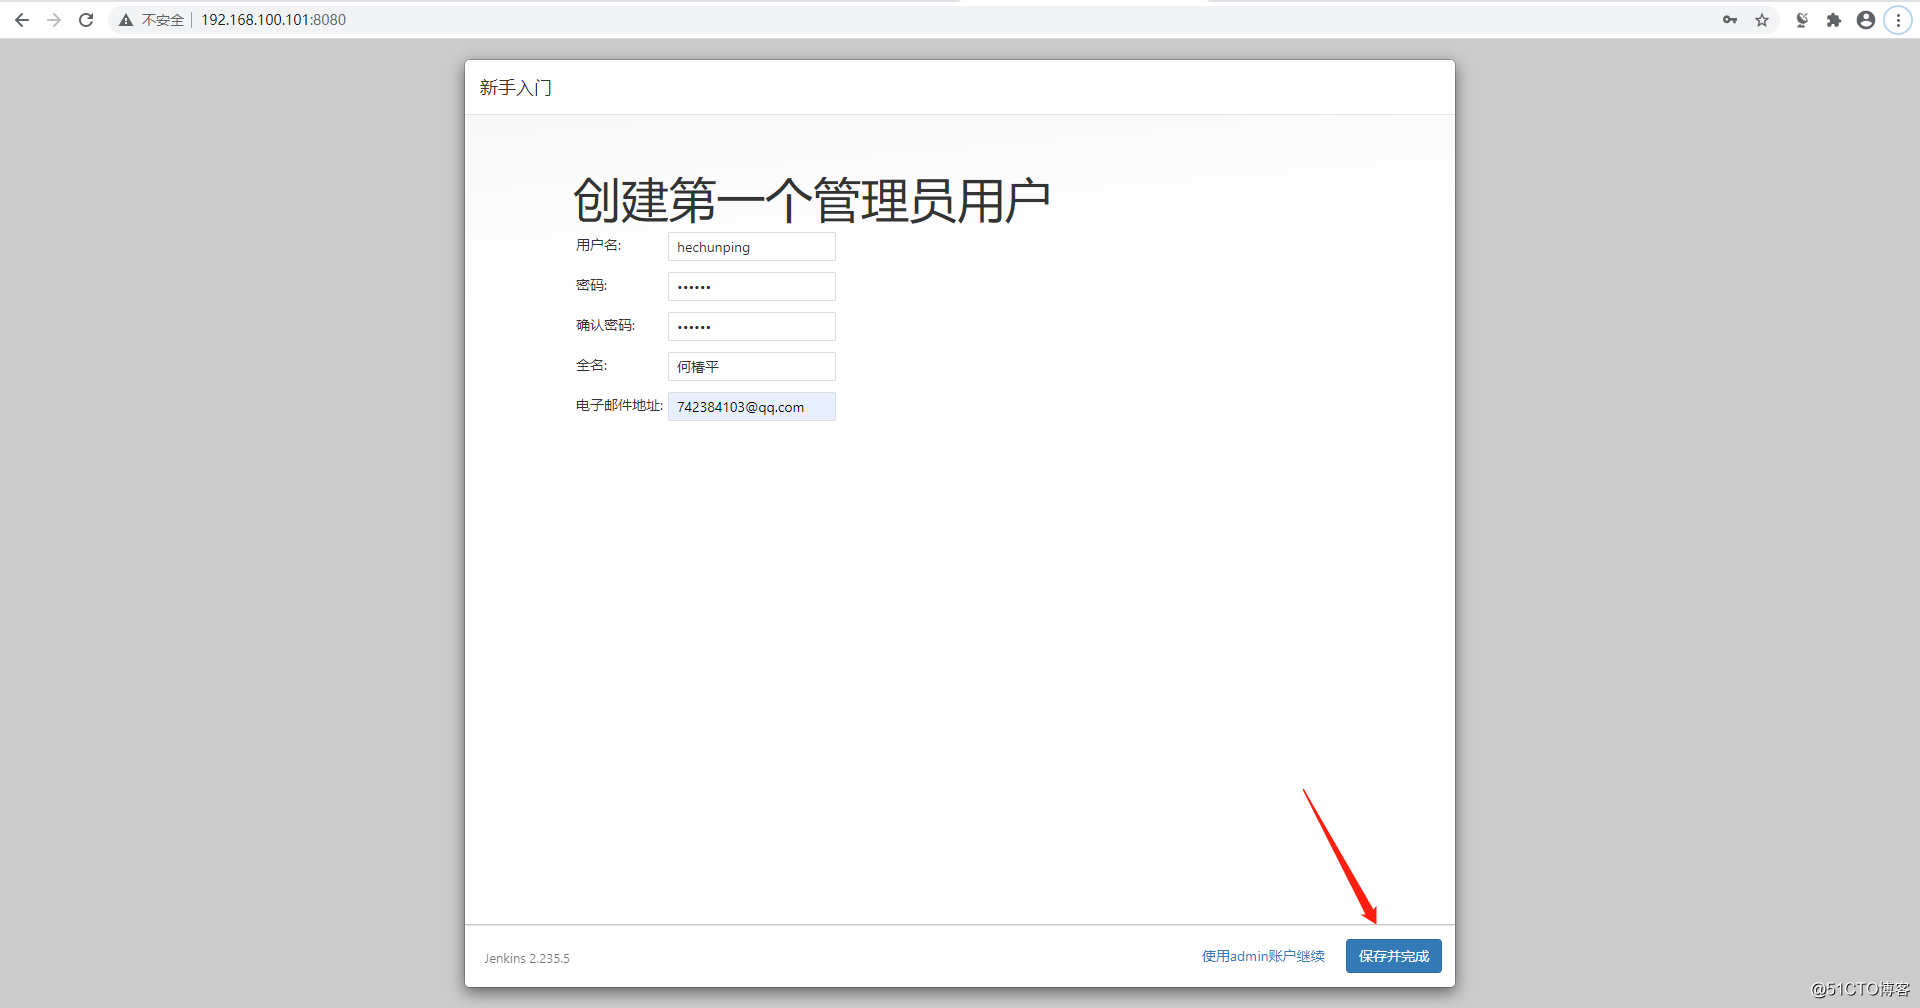 不安全 192.168.100.101:8080
新手入门
创建第一个管理员用户
用户名: hechunping
密码: ••••••
确认密码: ••••••
全名: 何椿平
电子邮件地址: 742384103@qq.com
Jenkins 2.235.5 使用admin账户继续 保存并完成
@51CTO博客